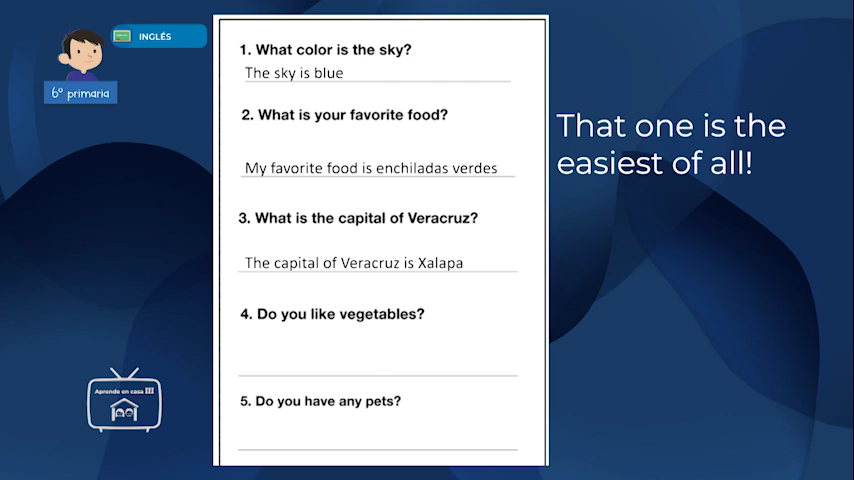 INGLÉS
6º primaria
1. What color is the sky?
The sky is blue
2. What is your favorite food?
My favorite food is enchiladas verdes
3. What is the capital of Veracruz?
The capital of Veracruz is Xalapa
4. Do you like vegetables?
5. Do you have any pets?
That one is the
easiest of all!
Aprende en casa III